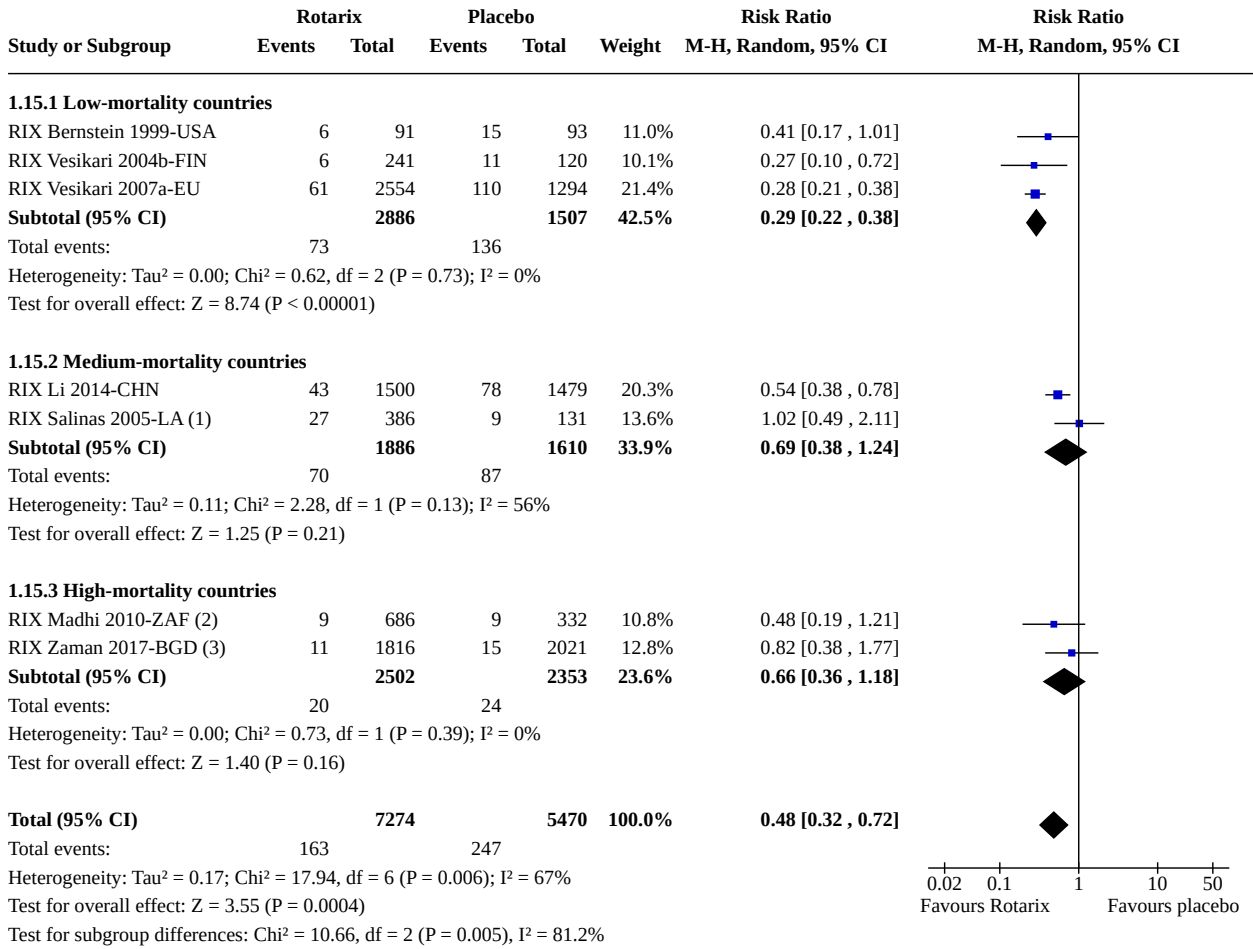 Rotarix Placebo Risk Ratio Risk Ratio
Study or Subgroup Events Total Events Total Weight M-H, Random, 95% CI M-H, Random, 95% CI
1.15.1 Low-mortality countries
RIX Bernstein 1999-USA 6 91 15 93 11.0% 0.41 [0.17 , 1.01]
RIX Vesikari 2004b-FIN 6 241 11 120 10.1% 0.27 [0.10 , 0.72]
RIX Vesikari 2007a-EU 61 2554 110 1294 21.4% 0.28 [0.21 , 0.38]
Subtotal (95% CI) 2886 1507 42.5% 0.29 [0.22 , 0.38]
Total events: 73 136
Heterogeneity: Tau² = 0.00; Chi² = 0.62, df = 2 (P = 0.73); I² = 0%
Test for overall effect: Z = 8.74 (P < 0.00001)
1.15.2 Medium-mortality countries
RIX Li 2014-CHN 43 1500 78 1479 20.3% 0.54 [0.38 , 0.78]
RIX Salinas 2005-LA (1) 27 386 9 131 13.6% 1.02 [0.49 , 2.11]
Subtotal (95% CI) 1886 1610 33.9% 0.69 [0.38 , 1.24]
Total events: 70 87
Heterogeneity: Tau² = 0.11; Chi² = 2.28, df = 1 (P = 0.13); I² = 56%
Test for overall effect: Z = 1.25 (P = 0.21)
1.15.3 High-mortality countries
RIX Madhi 2010-ZAF (2) 9 686 9 332 10.8% 0.48 [0.19 , 1.21]
RIX Zaman 2017-BGD (3) 11 1816 15 2021 12.8% 0.82 [0.38 , 1.77]
Subtotal (95% CI) 2502 2353 23.6% 0.66 [0.36 , 1.18]
Total events: 20 24
Heterogeneity: Tau² = 0.00; Chi² = 0.73, df = 1 (P = 0.39); I² = 0%
Test for overall effect: Z = 1.40 (P = 0.16)
Total (95% CI) 7274 5470 100.0% 0.48 [0.32 , 0.72]
Total events: 163 247
Heterogeneity: Tau² = 0.17; Chi² = 17.94, df = 6 (P = 0.006); I² = 67%
Test for overall effect: Z = 3.55 (P = 0.0004)
Test for subgroup differences: Chi² = 10.66, df = 2 (P = 0.005), I² = 81.2%
0.02 0.1 1 10 50
Favours Rotarix Favours placebo